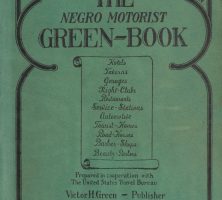 THE
NEGRO MOTORIST
GREEN-BOOK
Hotels
Taverns
Garages
Night-Clubs
Restaurants
Service-Stations
Automotive
Tourist-Homes
Road-Houses
Barber-Shops
Beauty-Parlors
Prepared in cooperation with
The United States Travel Bureau
Victor H. Green — Publisher